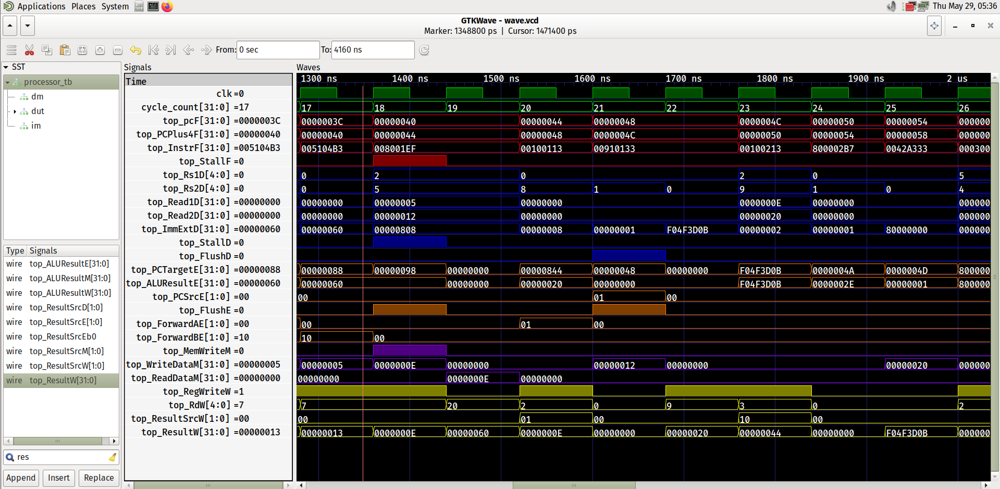 Applications Places System Thu May 29, 05:36
GTKWave - wave.vcd
Marker: 1348800 ps | Cursor: 1471400 ps
From: 0 sec To: 4160 ns
SST
processor_tb
dm
dut
im
Type Signals
wire top_ALUResultE[31:0]
wire top_ALUResultM[31:0]
wire top_ALUResultW[31:0]
wire top_ResultSrcD[1:0]
wire top_ResultSrcE[1:0]
wire top_ResultSrcEb0
wire top_ResultSrcM[1:0]
wire top_ResultSrcW[1:0]
wire top_ResultW[31:0]
res
Append Insert Replace
Signals Waves
Time 1300 ns 1400 ns 1500 ns 1600 ns 1700 ns 1800 ns 1900 ns 2 us
clk =0
cycle_count[31:0] =17 17 18 19 20 21 22 23 24 25 26
top_pcF[31:0] =0000003C 0000003C 00000040 00000044 00000048 0000004C 00000050 00000054 000000
top_PCPlus4F[31:0] =00000040 00000040 00000044 00000048 0000004C 00000050 00000054 00000058 000000
top_InstrF[31:0] =005104B3 005104B3 008001EF 00100113 00910133 00100213 800002B7 0042A333 000300
top_StallF =0
top_Rs1D[4:0] =0 0 2 0 2 0 5
top_Rs2D[4:0] =0 0 5 8 1 0 9 1 0 4
top_Read1D[31:0] =00000000 00000000 00000005 00000000 0000000E 00000000 000000
top_Read2D[31:0] =00000000 00000000 00000012 00000000 00000020 00000000 000000
top_ImmExtD[31:0] =00000060 00000060 00000808 00000008 00000001 F04F3D0B 00000002 00000001 80000000 000000
top_StallD =0
top_FlushD =0
top_PCTargetE[31:0] =00000088 00000088 00000098 00000000 00000844 00000048 00000000 F04F3D0B 0000004A 0000004D 800000
top_ALUResultE[31:0] =00000060 00000060 00000000 00000020 00000000 F04F3D0B 0000002E 00000001 800000
top_PCSrcE[1:0] =00 00 01 00
top_FlushE =0
top_ForwardAE[1:0] =00 00 01 00
top_ForwardBE[1:0] =10 10 00
top_MemWriteM =0
top_WriteDataM[31:0] =00000005 00000005 0000000E 00000000 00000012 00000000 00000020 000000
top_ReadDataM[31:0] =00000000 00000000 0000000E 00000000
top_RegWriteW =1
top_RdW[4:0] =7 7 20 2 0 9 3 0 2
top_ResultSrcW[1:0] =00 00 01 00 10 00
top_ResultW[31:0] =00000013 00000013 0000000E 00000060 0000000E 00000000 00000020 00000044 00000000 F04F3D0B 000000